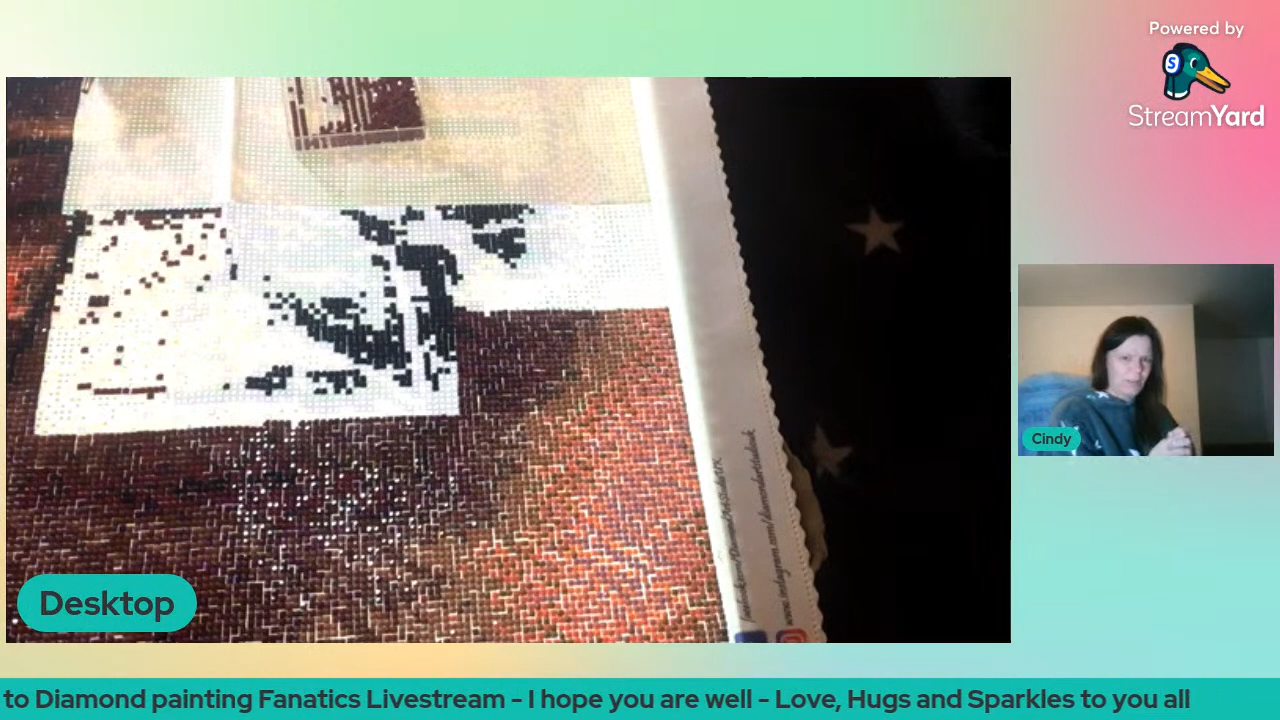 Powered by
S
StreamYard
Cindy
Desktop
to Diamond painting Fanatics Livestream - I hope you are well - Love, Hugs and Sparkles to you all